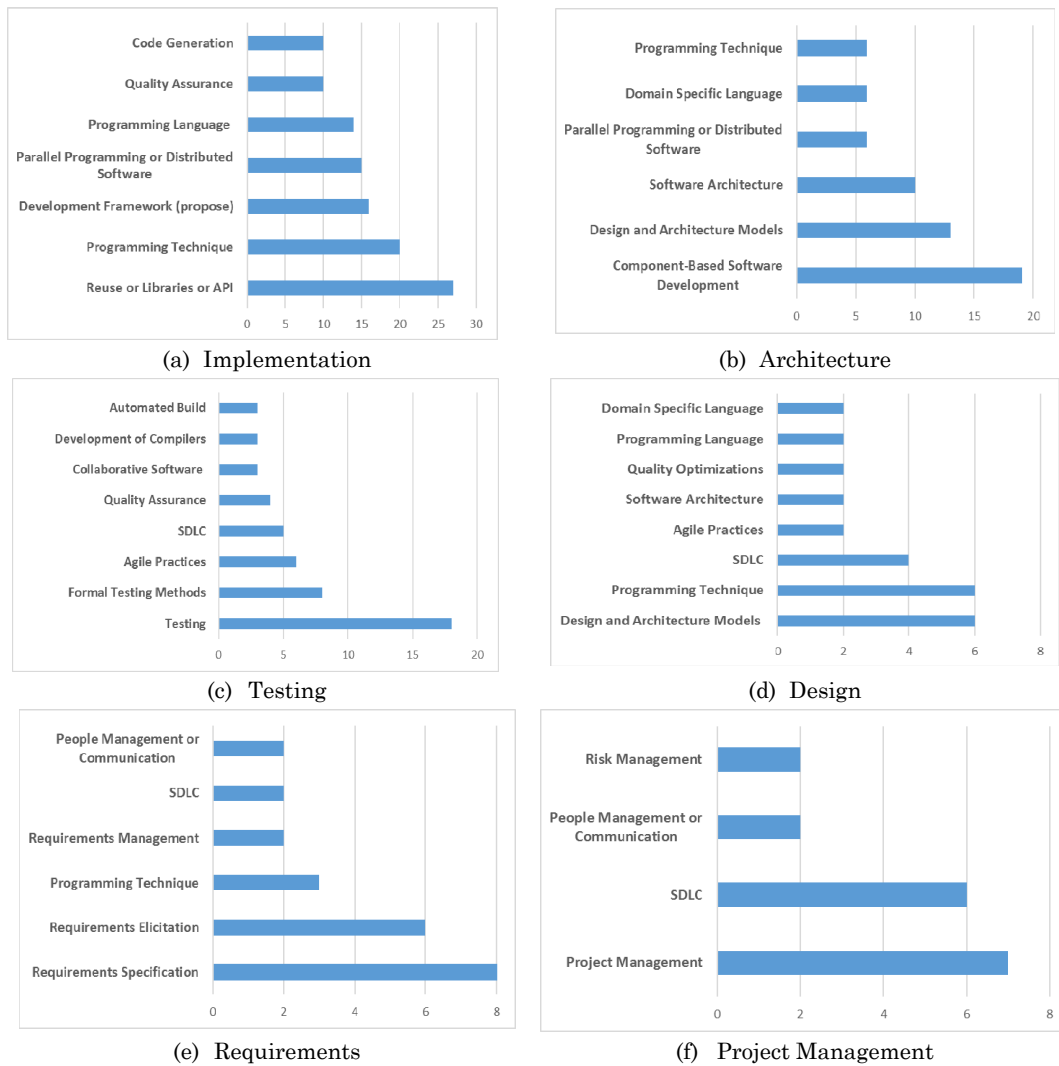 Code Generation
Quality Assurance
Programming Language
Parallel Programming or Distributed
Software
Development Framework (propose)
Programming Technique
Reuse or Libraries or API
0 5 10 15 20 25 30
(a) Implementation
Programming Technique
Domain Specific Language
Parallel Programming or Distributed
Software
Software Architecture
Design and Architecture Models
Component-Based Software
Development
0 5 10 15 20
(b) Architecture
Automated Build
Development of Compilers
Collaborative Software
Quality Assurance
SDLC
Agile Practices
Formal Testing Methods
Testing
0 5 10 15 20
(c) Testing
Domain Specific Language
Programming Language
Quality Optimizations
Software Architecture
Agile Practices
SDLC
Programming Technique
Design and Architecture Models
0 2 4 6 8
(d) Design
People Management or
Communication
SDLC
Requirements Management
Programming Technique
Requirements Elicitation
Requirements Specification
0 2 4 6 8
(e) Requirements
Risk Management
People Management or
Communication
SDLC
Project Management
0 2 4 6 8
(f) Project Management